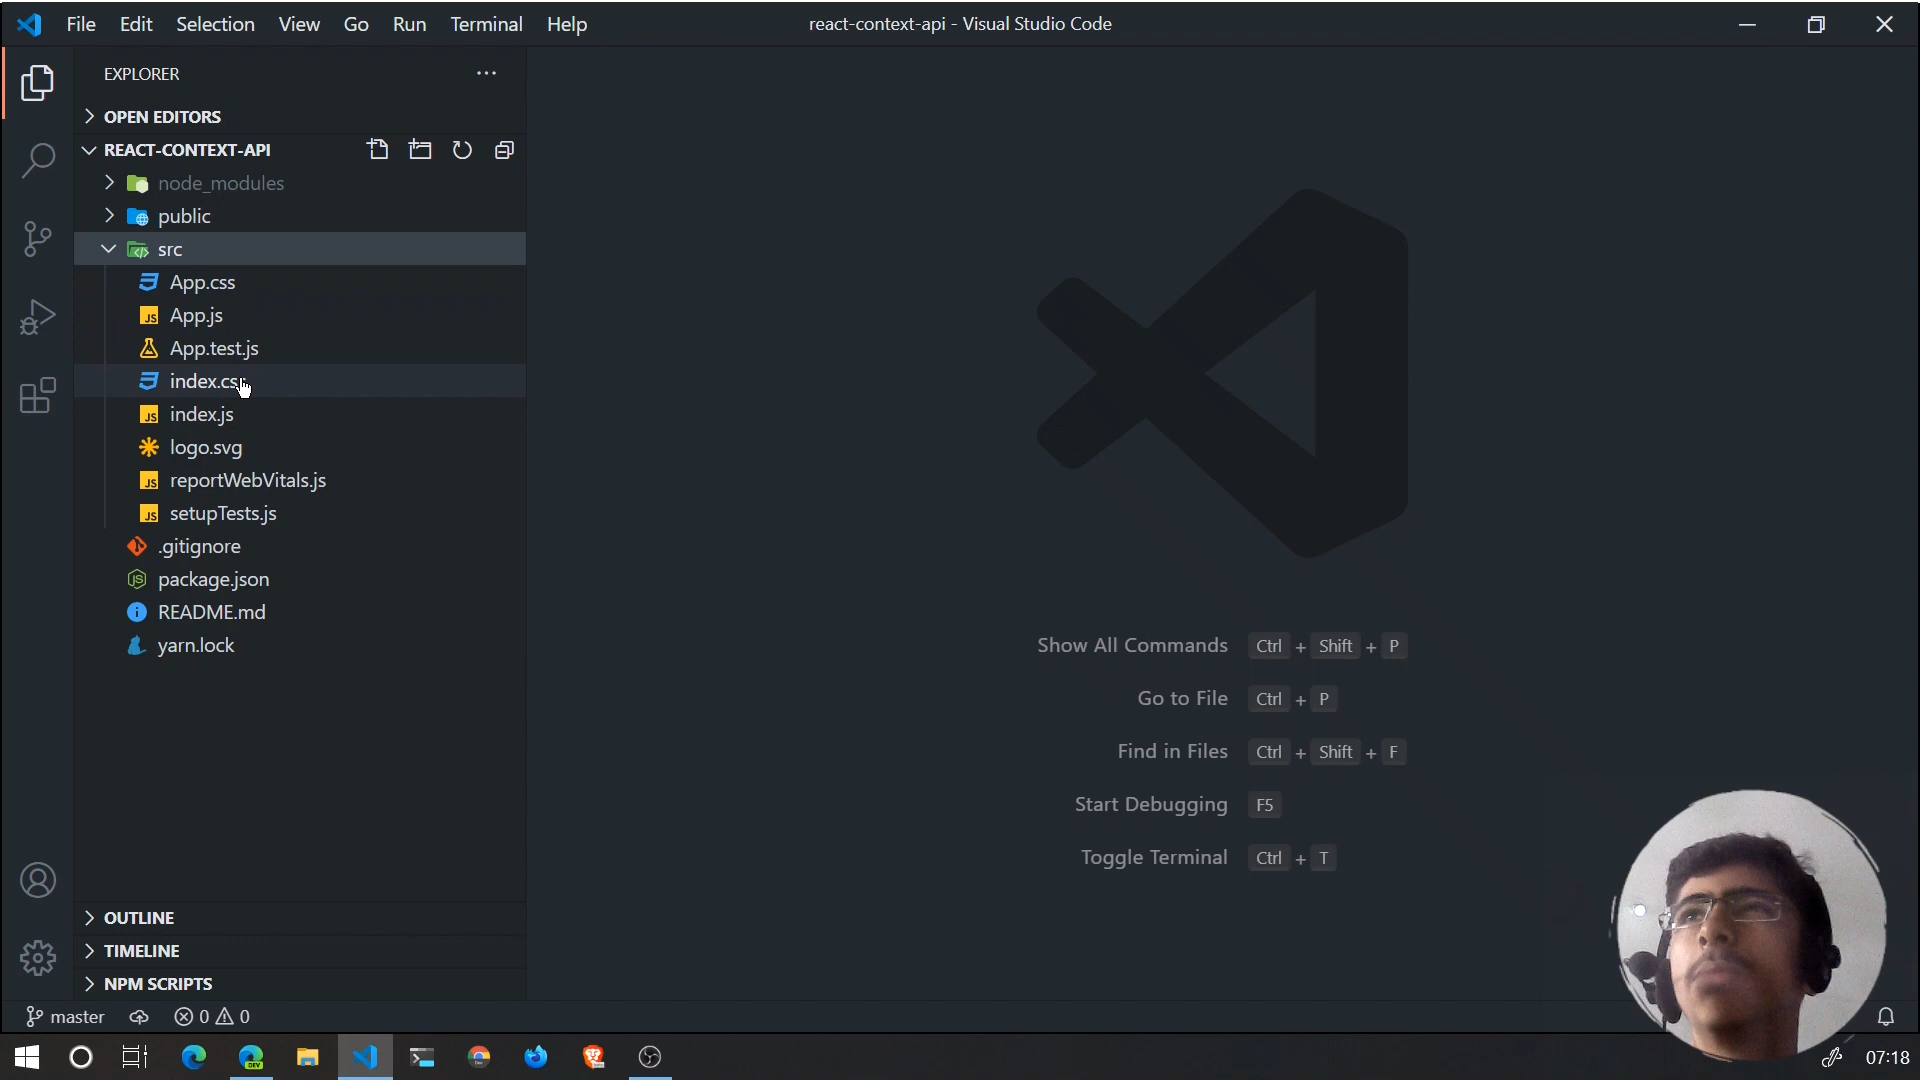 File Edit Selection View Go Run Terminal Help
react-context-api - Visual Studio Code
EXPLORER
OPEN EDITORS
REACT-CONTEXT-API
node_modules
public
src
App.css
App.js
App.test.js
index.css
index.js
logo.svg
reportWebVitals.js
setupTests.js
.gitignore
package.json
README.md
yarn.lock
Show All Commands Ctrl + Shift + P
Go to File Ctrl + P
Find in Files Ctrl + Shift + F
Start Debugging F5
Toggle Terminal Ctrl + T
OUTLINE
TIMELINE
NPM SCRIPTS
master 0 0
07:18